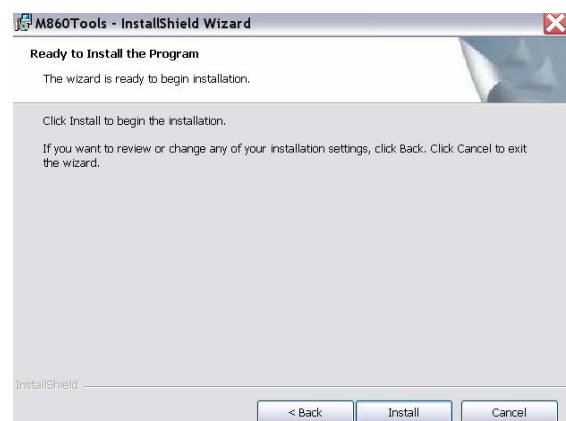 M860Tools - InstallShield Wizard
Ready to Install the Program
The wizard is ready to begin installation.
Click Install to begin the installation.
If you want to review or change any of your installation settings, click Back. Click Cancel to exit
the wizard.
InstallShield
< Back Install Cancel